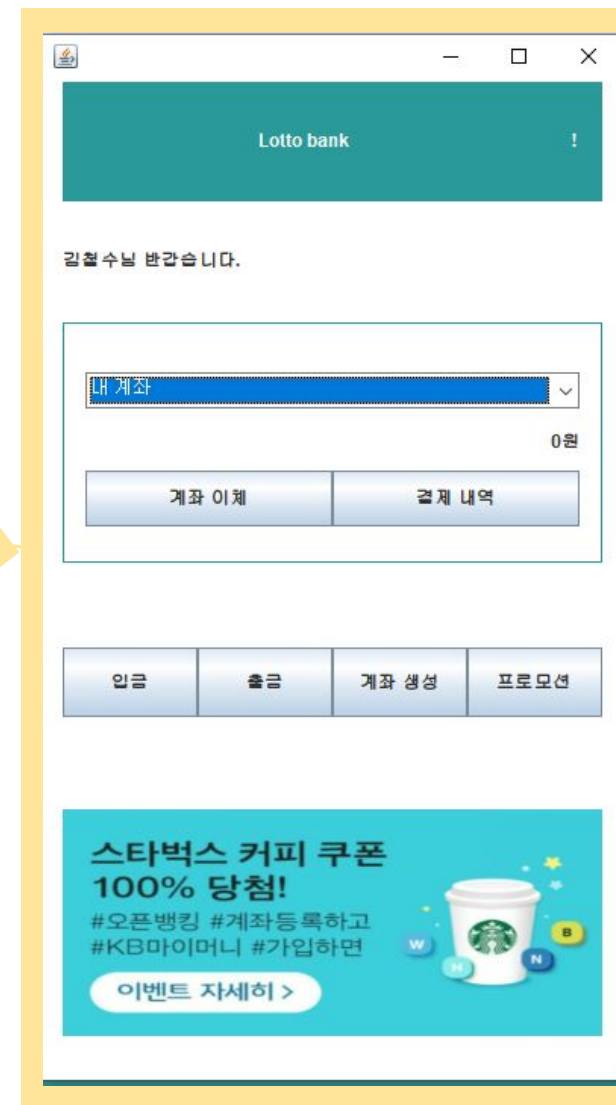 Lotto bank !
김철수님 반갑습니다.
내 계좌
0원
계좌 이체 결제 내역
입금 출금 계좌 생성 프로모션
스타벅스 커피 쿠폰
100% 당첨!
#오픈뱅킹 #계좌등록하고
#KB마이머니 #가입하면
이벤트 자세히 >
W N N B